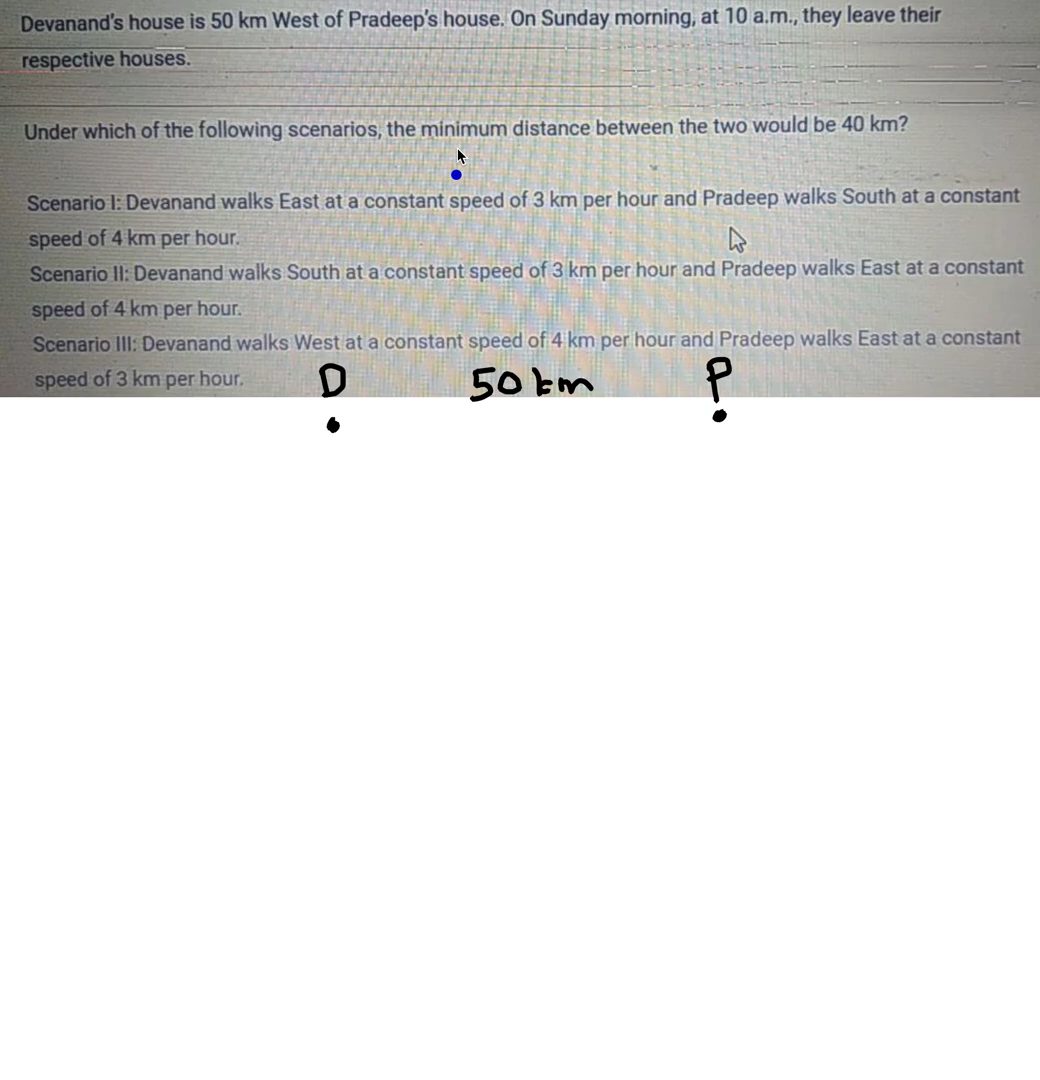 Devanand's house is 50 km West of Pradeep's house. On Sunday morning, at 10 a.m., they leave their
respective houses.
Under which of the following scenarios, the minimum distance between the two would be 40 km?
Scenario I: Devanand walks East at a constant speed of 3 km per hour and Pradeep walks South at a constant
speed of 4 km per hour.
Scenario II: Devanand walks South at a constant speed of 3 km per hour and Pradeep walks East at a constant
speed of 4 km per hour.
Scenario III: Devanand walks West at a constant speed of 4 km per hour and Pradeep walks East at a constant
speed of 3 km per hour.
D 50 km P